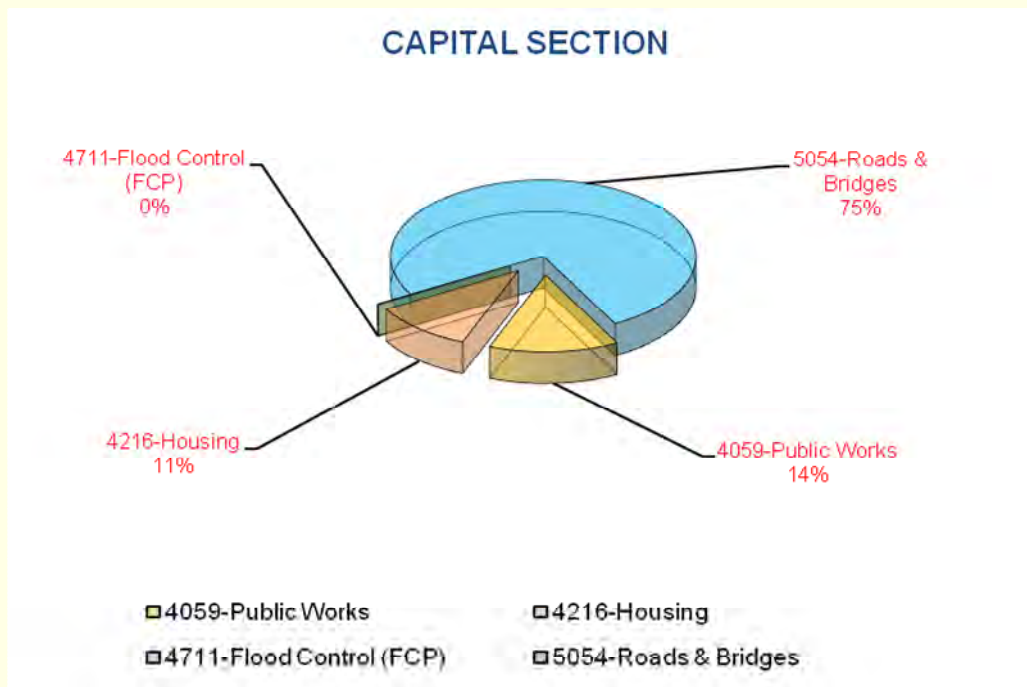 CAPITAL SECTION
4711-Flood Control
(FCP)
0%
5054-Roads &
Bridges
75%
4216-Housing
11%
4059-Public Works
14%
4059-Public Works
4216-Housing
4711-Flood Control (FCP)
5054-Roads & Bridges